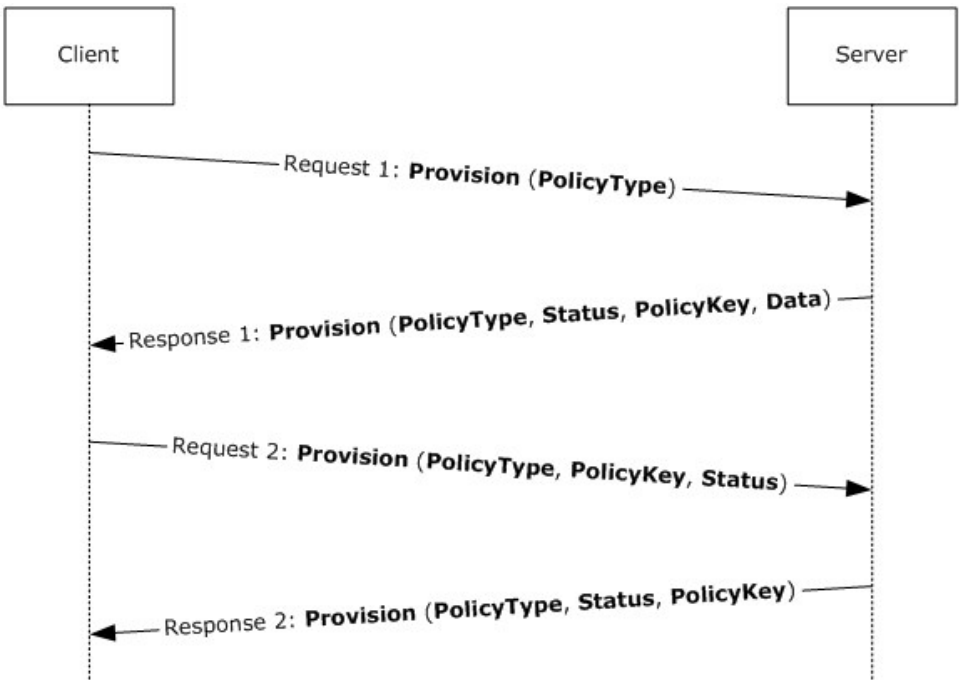 Client
Server
Request 1: Provision (PolicyType)
Response 1: Provision (PolicyType, Status, PolicyKey, Data)
Request 2: Provision (PolicyType, PolicyKey, Status)
Response 2: Provision (PolicyType, Status, PolicyKey)